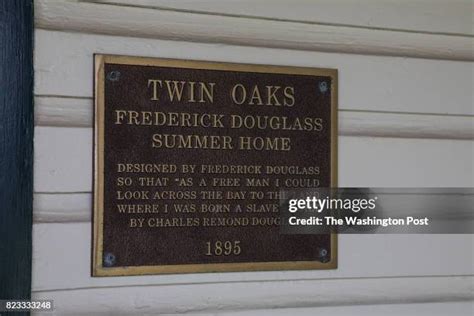 TWIN OAKS
FREDERICK DOUGLASS
SUMMER HOME
DESIGNED BY FREDERICK DOUGLASS
SO THAT "AS A FREE MAN I COULD
LOOK ACROSS THE BAY TO THE
WHERE I WAS BORN A SLAVE
BY CHARLES REMOND
1895
gettyimages
The Washington Post
823333248